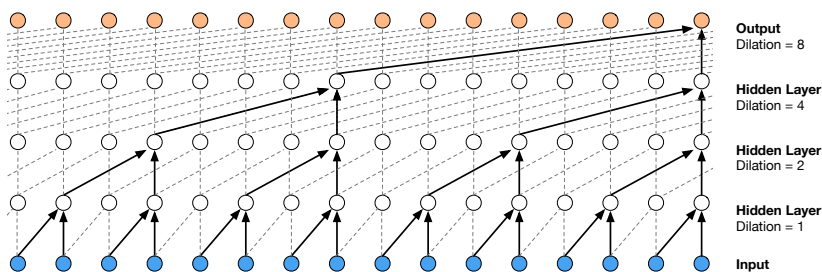 Output
Dilation = 8
Hidden Layer
Dilation = 4
Hidden Layer
Dilation = 2
Hidden Layer
Dilation = 1
Input